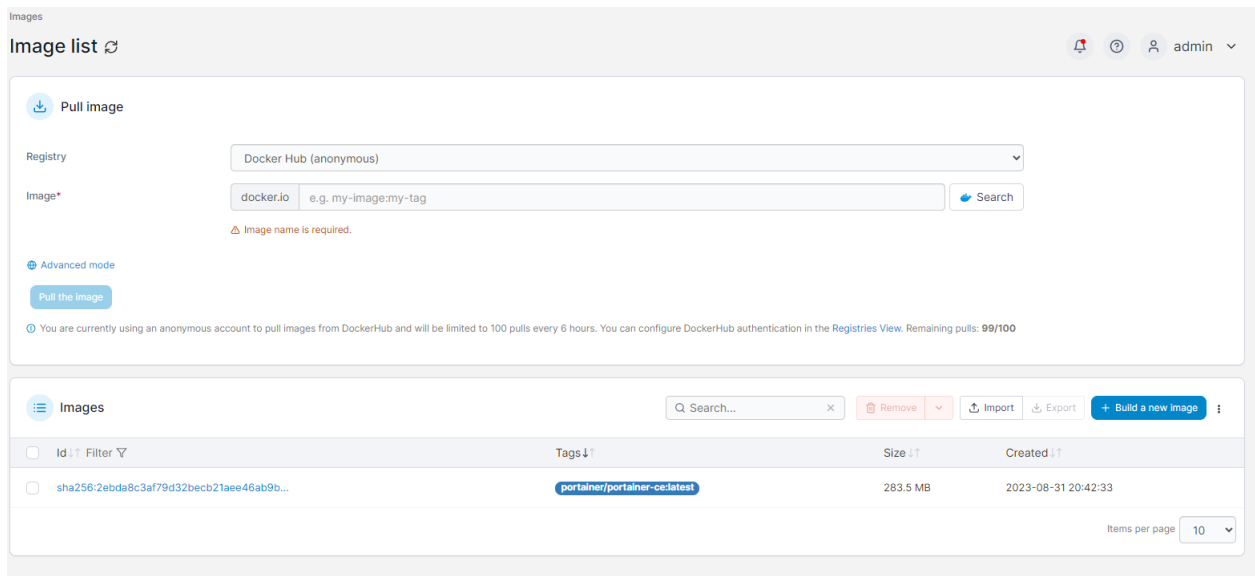 Images
Image list
admin
Pull image
Registry
Docker Hub (anonymous)
Image*
docker.io
e.g. my-image:my-tag
Search
Image name is required.
Advanced mode
Pull the image
You are currently using an anonymous account to pull images from DockerHub and will be limited to 100 pulls every 6 hours. You can configure DockerHub authentication in the Registries View. Remaining pulls: 99/100
Images
Search...
Remove
Import
Export
Build a new image
Id Filter Tags Size Created
sha256:2ebda8c3af79d32becb21aee46ab9b... portainer/portainer-ce:latest 283.5 MB 2023-08-31 20:42:33
Items per page 10